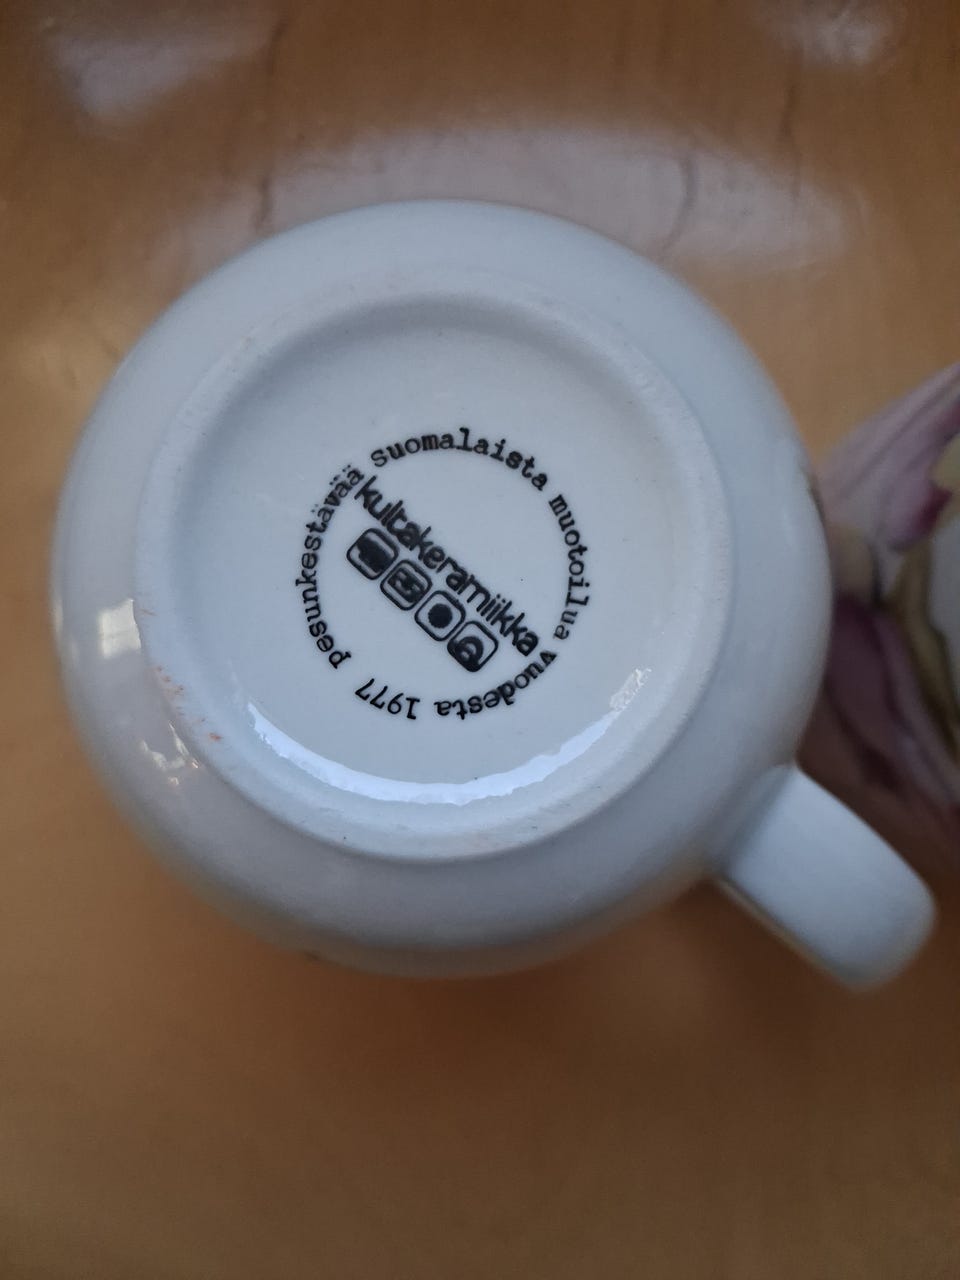 suomalaista muotoilua vuodesta 1977
pesunkestävää
kultakeramiikka